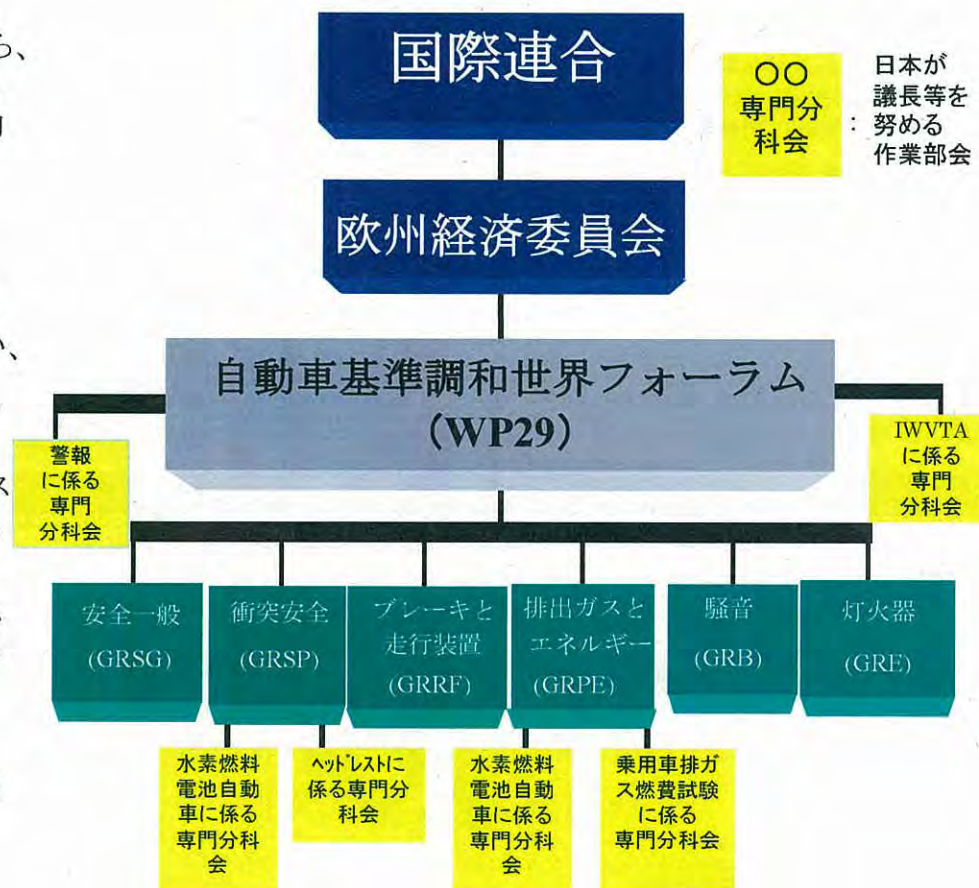 国際連合
〇〇
専門分
科会
:
日本が
議長等を
努める
作業部会
欧州経済委員会
自動車基準調和世界フォーラム
(WP29)
警報
に係る
専門
分科会
IWVTA
に係る
専門
分科会
安全一般
(GRSG)
衝突安全
(GRSP)
ブレーキと
走行装置
(GRRF)
排出ガスと
エネルギー
(GRPE)
騒音
(GRB)
灯火器
(GRE)
水素燃料
電池自動
車に係る
専門分科
会
ヘッドレストに
係る専門分
科会
水素燃料
電池自動
車に係る
専門分科
会
乗用車排ガ
ス燃費試験
に係る
専門分科会